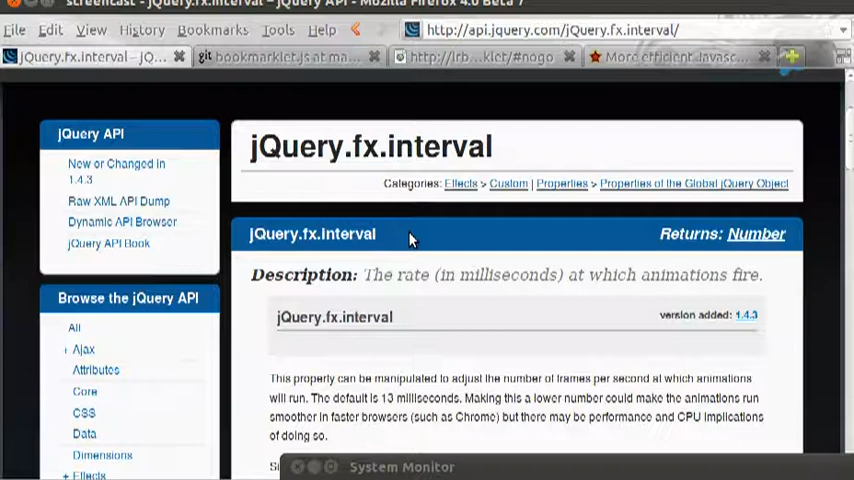 screencast - jQuery.fx.interval – jQuery API - Mozilla Firefox 4.0 Beta 7
File Edit View History Bookmarks Tools Help
http://api.jquery.com/jQuery.fx.interval/
jQuery.fx.interval – jQ...
git bookmarklet.js at ma...
http://lrb...klet/#nogo
More efficient Javasc...
jQuery API
New or Changed in
1.4.3
Raw XML API Dump
Dynamic API Browser
jQuery API Book
Browse the jQuery API
All
Ajax
Attributes
Core
CSS
Data
Dimensions
+ Effects
jQuery.fx.interval
Categories: Effects > Custom | Properties > Properties of the Global jQuery Object
jQuery.fx.interval
Returns: Number
Description: The rate (in milliseconds) at which animations fire.
jQuery.fx.interval
version added: 1.4.3
This property can be manipulated to adjust the number of frames per second at which animations
will run. The default is 13 milliseconds. Making this a lower number could make the animations run
smoother in faster browsers (such as Chrome) but there may be performance and CPU implications
of doing so.
System Monitor